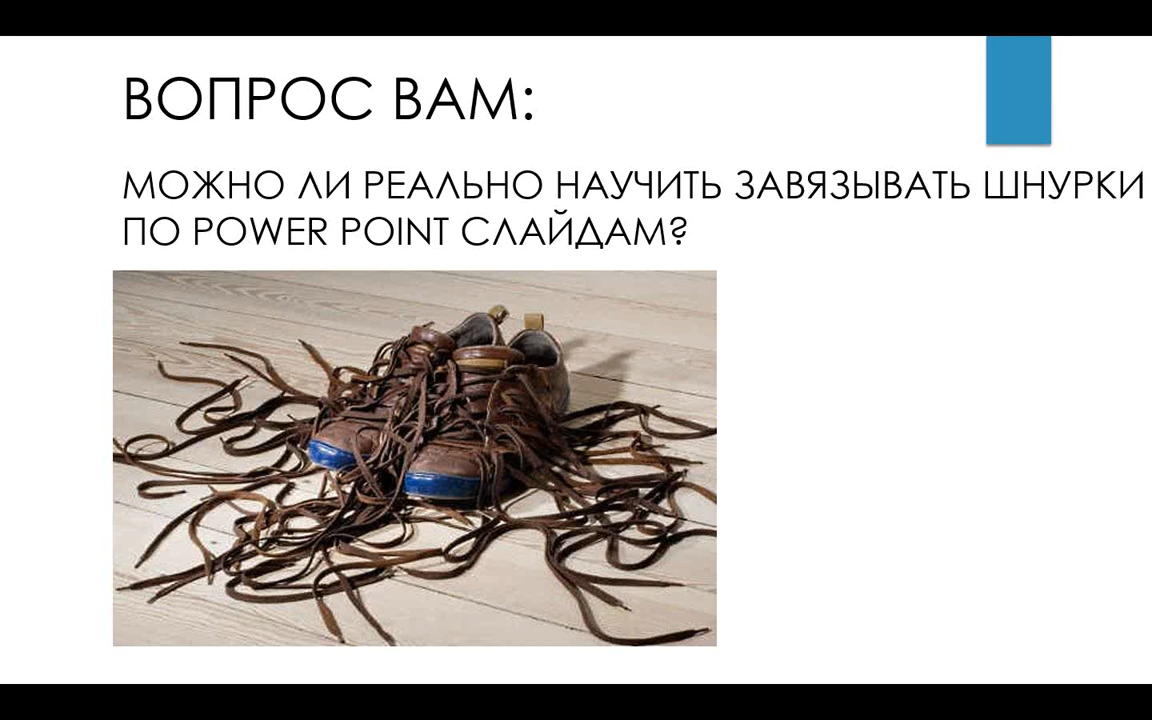 ВОПРОС ВАМ:
МОЖНО ЛИ РЕАЛЬНО НАУЧИТЬ ЗАВЯЗЫВАТЬ ШНУРКИ
ПО POWER POINT СЛАЙДАМ?